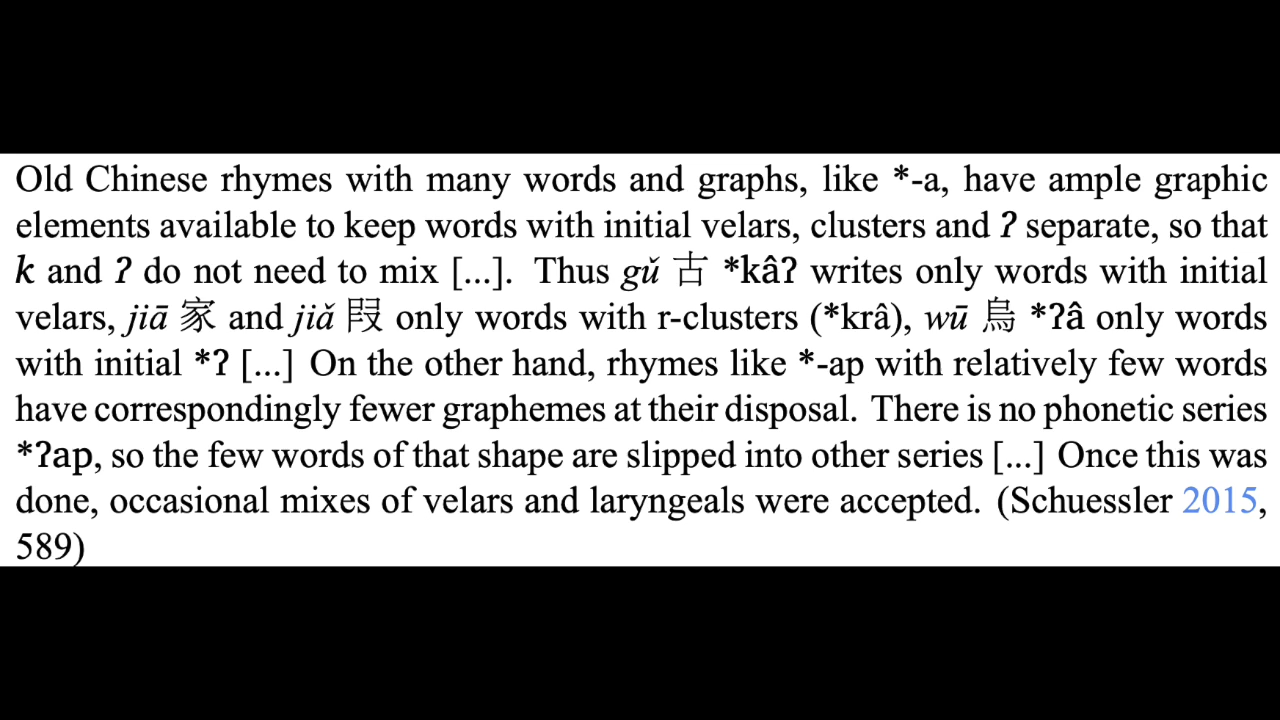 Old Chinese rhymes with many words and graphs, like *-a, have ample graphic
elements available to keep words with initial velars, clusters and ʔ separate, so that
k and ʔ do not need to mix [...]. Thus gŭ 古 *kâʔ writes only words with initial
velars, jiā 家 and jiă 叚 only words with r-clusters (*krâ), wū 烏 *ʔâ only words
with initial *ʔ [...] On the other hand, rhymes like *-ap with relatively few words
have correspondingly fewer graphemes at their disposal. There is no phonetic series
*ʔap, so the few words of that shape are slipped into other series [...] Once this was
done, occasional mixes of velars and laryngeals were accepted. (Schuessler 2015,
589)